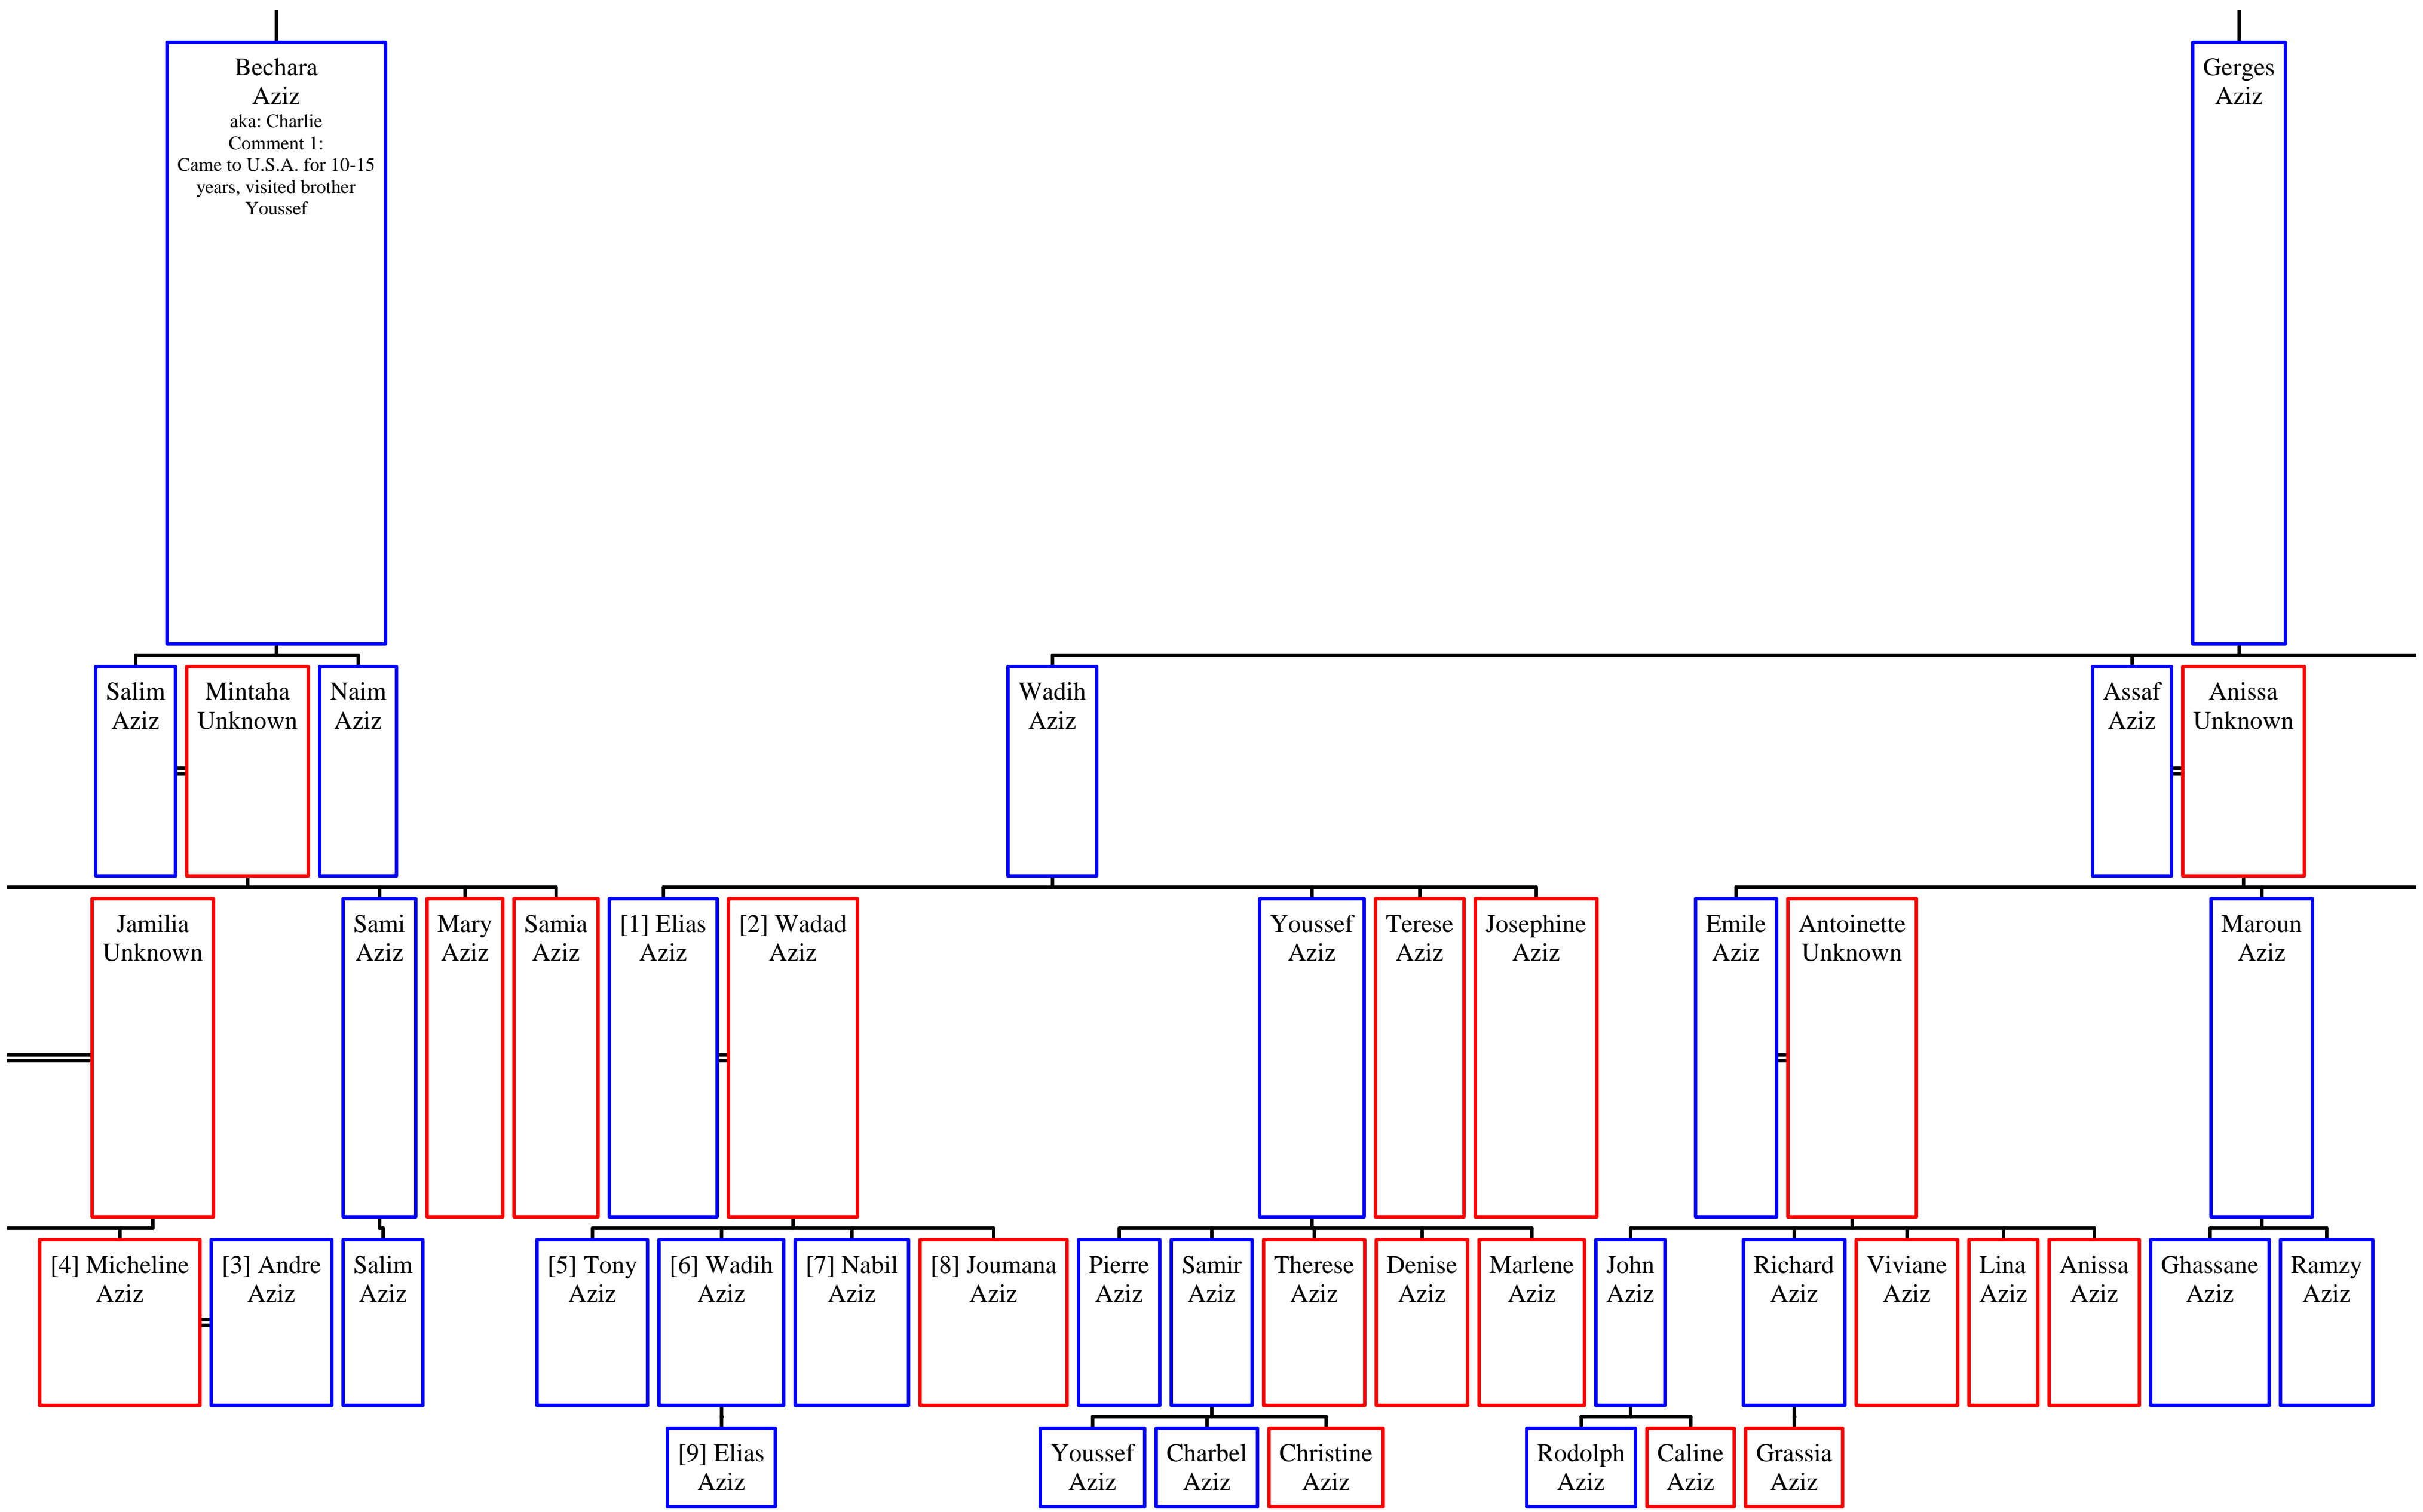 Bechara
Aziz
aka: Charlie
Comment 1:
Came to U.S.A. for 10-15
years, visited brother
Youssef
Gerges
Aziz
Salim
Aziz
Mintaha
Unknown
Naim
Aziz
Wadih
Aziz
Assaf
Aziz
Anissa
Unknown
Jamilia
Unknown
Sami
Aziz
Mary
Aziz
Samia
Aziz
[1] Elias
Aziz
[2] Wadad
Aziz
Youssef
Aziz
Terese
Aziz
Josephine
Aziz
Emile
Aziz
Antoinette
Unknown
Maroun
Aziz
[4] Micheline
Aziz
[3] Andre
Aziz
Salim
Aziz
[5] Tony
Aziz
[6] Wadih
Aziz
[7] Nabil
Aziz
[8] Joumana
Aziz
Pierre
Aziz
Samir
Aziz
Therese
Aziz
Denise
Aziz
Marlene
Aziz
John
Aziz
Richard
Aziz
Viviane
Aziz
Lina
Aziz
Anissa
Aziz
Ghassane
Aziz
Ramzy
Aziz
[9] Elias
Aziz
Youssef
Aziz
Charbel
Aziz
Christine
Aziz
Rodolph
Aziz
Caline
Aziz
Grassia
Aziz